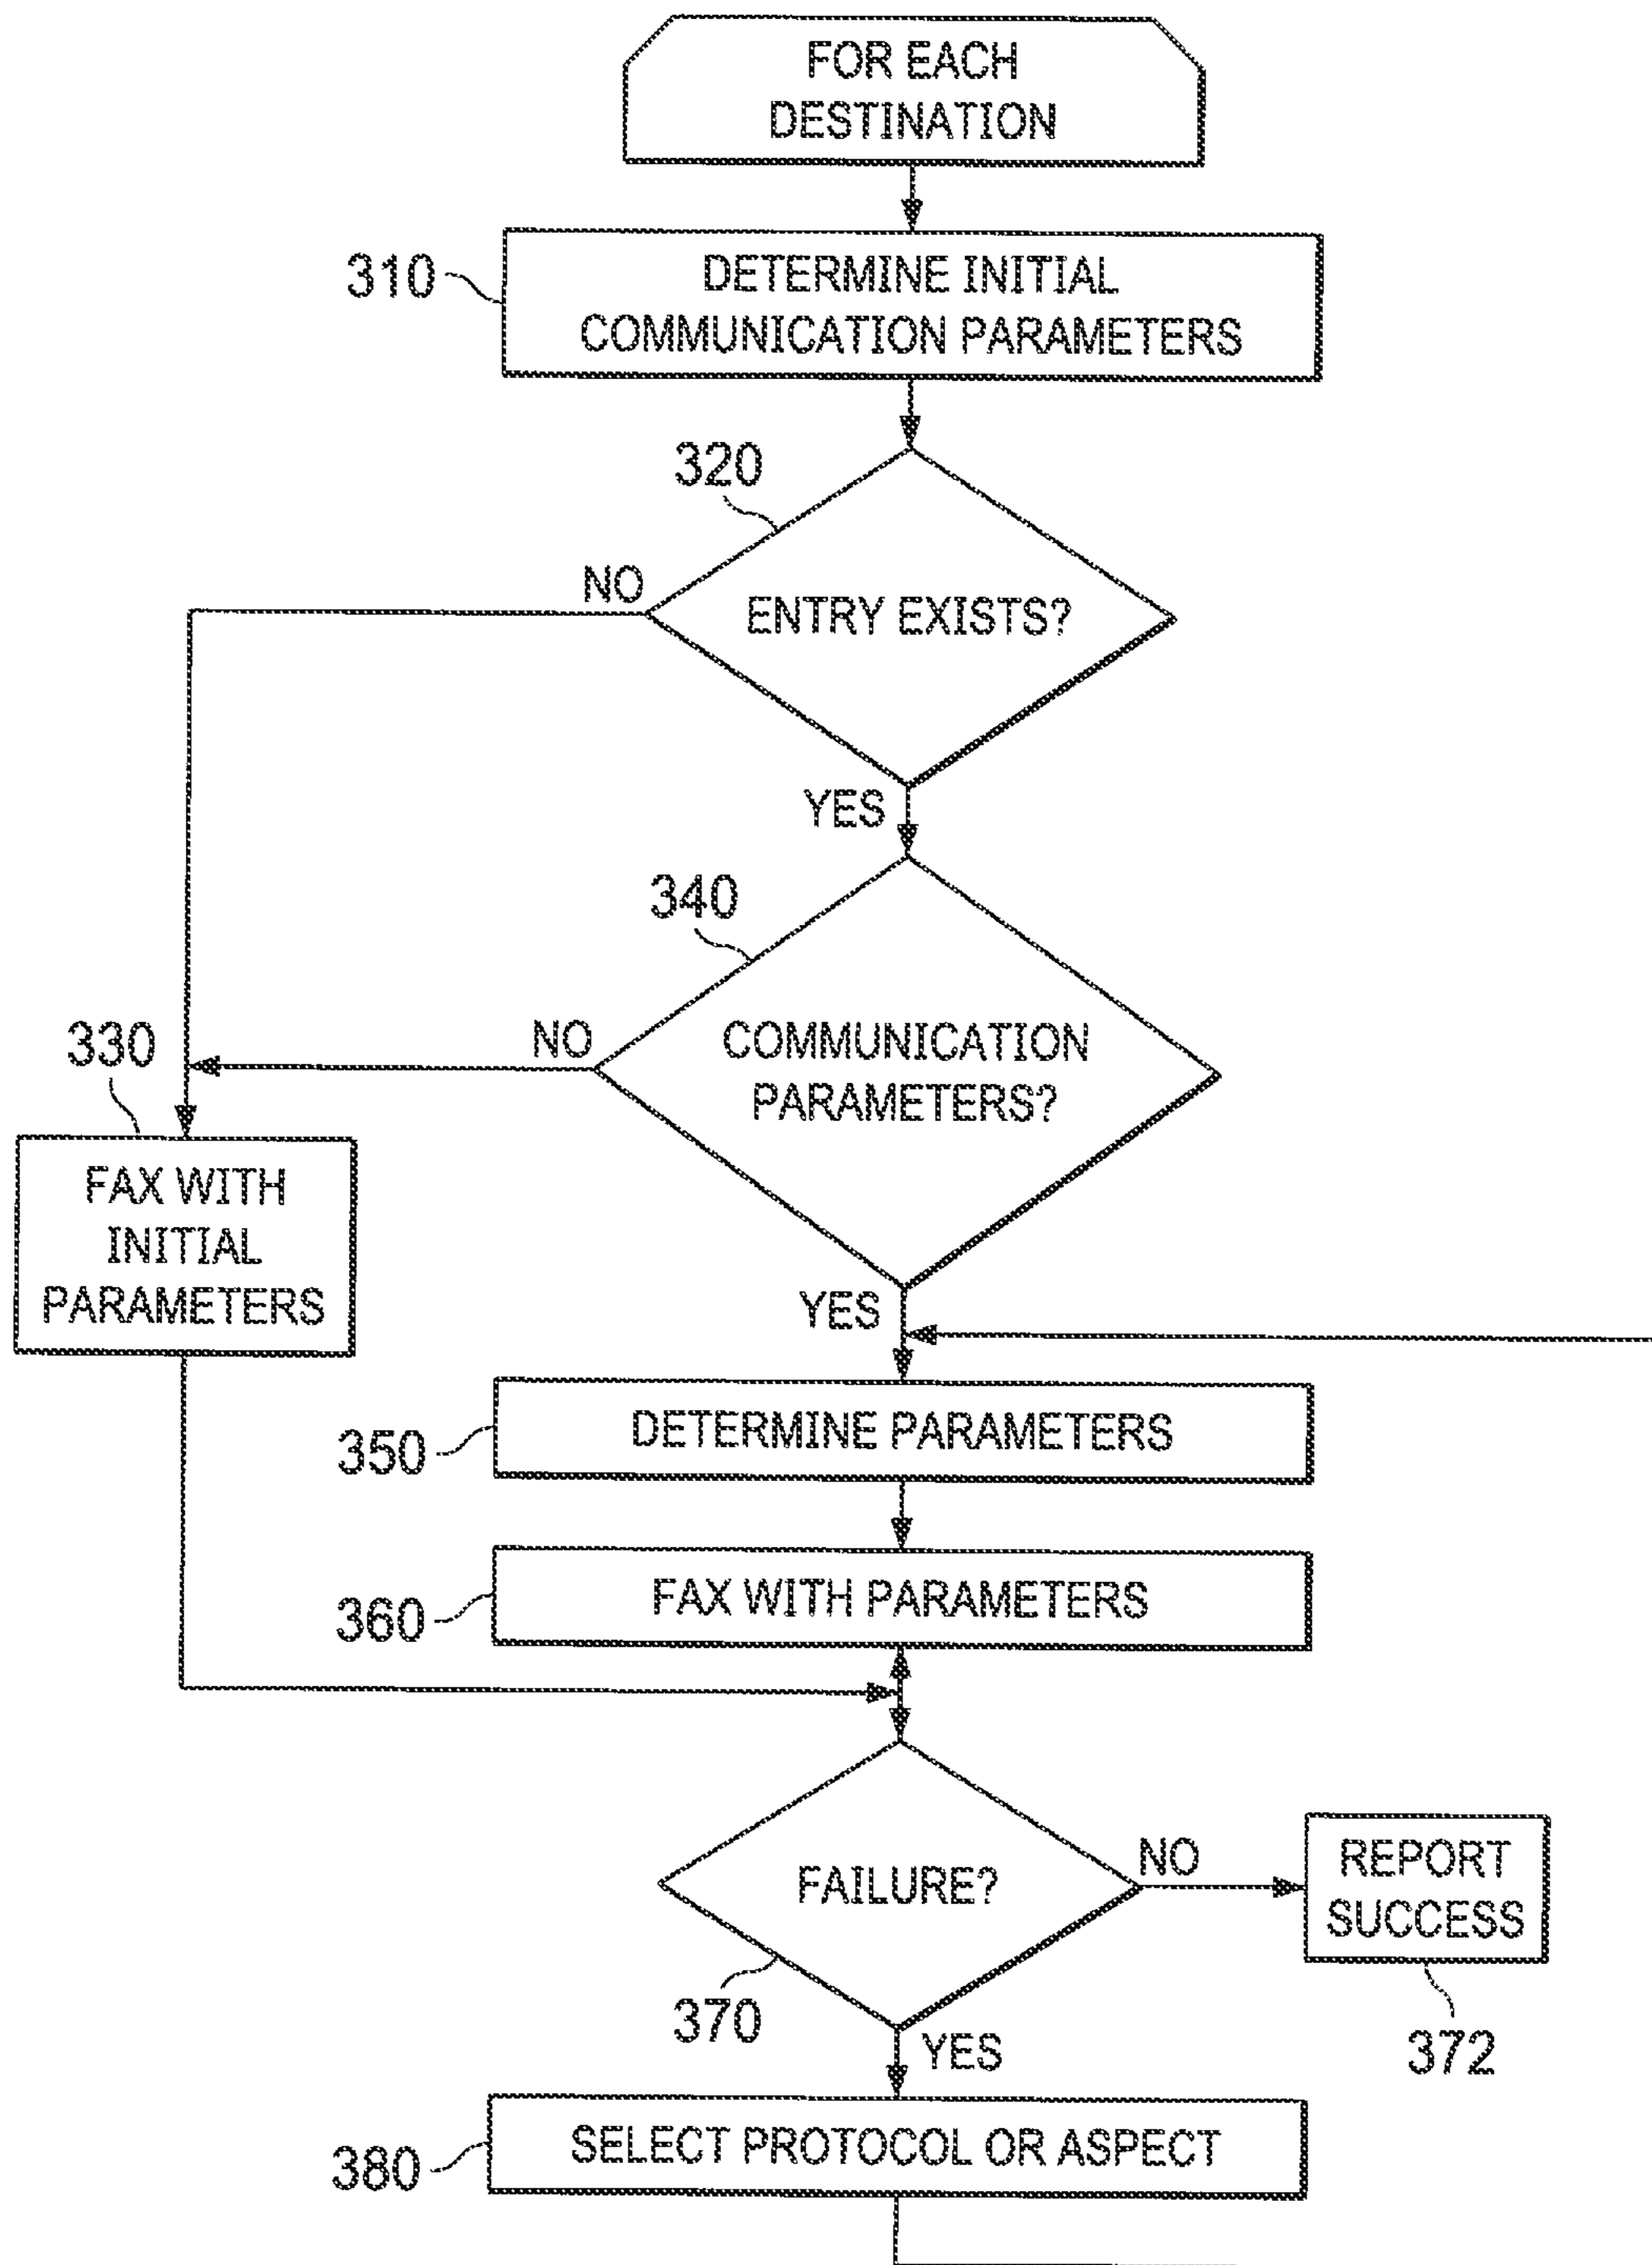 FOR EACH
DESTINATION
310
DETERMINE INITIAL
COMMUNICATION PARAMETERS
320
NO
ENTRY EXISTS?
YES
340
330
NO
COMMUNICATION
PARAMETERS?
FAX WITH
INITIAL
PARAMETERS
YES
350
DETERMINE PARAMETERS
360
FAX WITH PARAMETERS
FAILURE?
NO
REPORT
SUCCESS
370
372
YES
380
SELECT PROTOCOL OR ASPECT